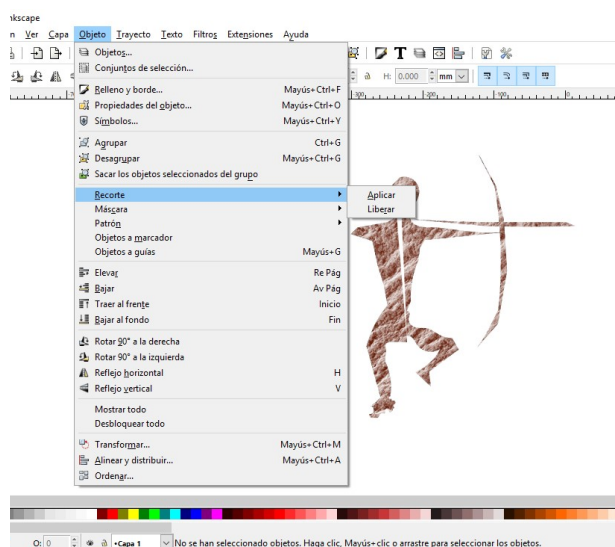 nkscape
n Ver Capa Objeto Trayecto Texto Filtros Extensiones Ayuda
Objetos...
Conjuntos de selección...
H: 0.000 mm
Relleno y borde... Mayús+Ctrl+F
Propiedades del objeto... Mayús+Ctrl+O
Símbolos... Mayús+Ctrl+Y
Agrupar Ctrl+G
Desagrupar Mayús+Ctrl+G
Sacar los objetos seleccionados del grupo
Recorte Aplicar
Máscara Liberar
Patrón
Objetos a marcador
Objetos a guías Mayús+G
Elevar Re Pág
Bajar Av Pág
Traer al frente Inicio
Bajar al fondo Fin
Rotar 90° a la derecha
Rotar 90° a la izquierda
Reflejo horizontal H
Reflejo vertical V
Mostrar todo
Desbloquear todo
Transformar... Mayús+Ctrl+M
Alinear y distribuir... Mayús+Ctrl+A
Ordenar...
O: 0 •Capa 1 No se han seleccionado objetos. Haga clic, Mayús+clic o arrastre para seleccionar los objetos.